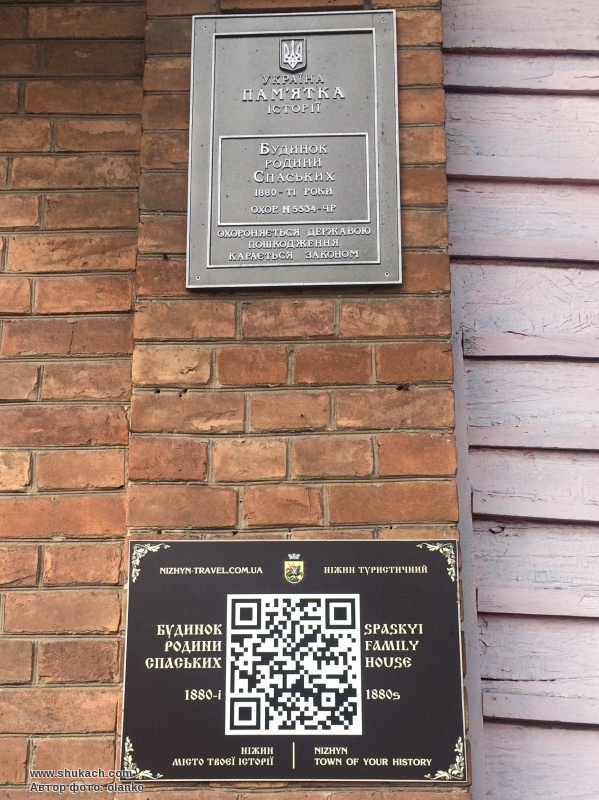 УКРАЇНА
ПАМ'ЯТКА
ІСТОРІЇ
БУДИНОК
РОДИНИ
СПАСЬКИХ
1880-ТІ РОКИ
ОХОР. №5534-ЧР
ОХОРОНЯЄТЬСЯ ДЕРЖАВОЮ
ПОШКОДЖЕННЯ
КАРАЄТЬСЯ ЗАКОНОМ
NIZHYN-TRAVEL.COM.UA
НІЖИН ТУРИСТИЧНИЙ
БУДИНОК
РОДИНИ
СПАСЬКИХ
1880-і
SPASKYI
FAMILY
HOUSE
1880s
НІЖИН
МІСТО ТВОЄЇ ІСТОРІЇ
NIZHYN
TOWN OF YOUR HISTORY
www.shukach.com
Автор фото: olanko